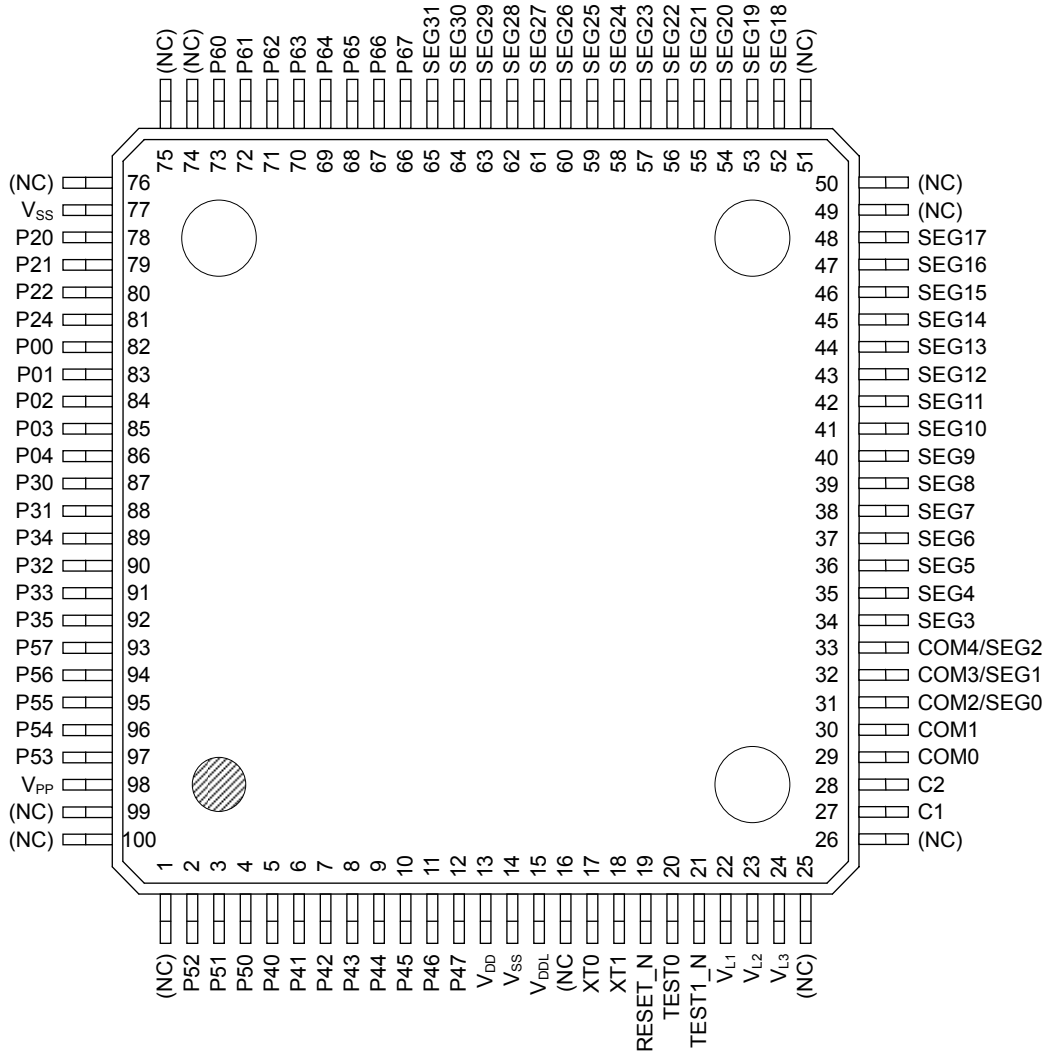 (NC) (NC) P60 P61 P62 P63 P64 P65 P66 P67 SEG31 SEG30 SEG29 SEG28 SEG27 SEG26 SEG25 SEG24 SEG23 SEG22 SEG21 SEG20 SEG19 SEG18 (NC)
75 74 73 72 71 70 69 68 67 66 65 64 63 62 61 60 59 58 57 56 55 54 53 52 51
(NC) 76 50 (NC)
VSS 77 49 (NC)
P20 78 48 SEG17
P21 79 47 SEG16
P22 80 46 SEG15
P24 81 45 SEG14
P00 82 44 SEG13
P01 83 43 SEG12
P02 84 42 SEG11
P03 85 41 SEG10
P04 86 40 SEG9
P30 87 39 SEG8
P31 88 38 SEG7
P34 89 37 SEG6
P32 90 36 SEG5
P33 91 35 SEG4
P35 92 34 SEG3
P57 93 33 COM4/SEG2
P56 94 32 COM3/SEG1
P55 95 31 COM2/SEG0
P54 96 30 COM1
P53 97 29 COM0
VPP 98 28 C2
(NC) 99 27 C1
(NC) 100 26 (NC)
1 2 3 4 5 6 7 8 9 10 11 12 13 14 15 16 17 18 19 20 21 22 23 24 25
(NC) P52 P51 P50 P40 P41 P42 P43 P44 P45 P46 P47 VDD VSS VDDL (NC XT0 XT1 RESET_N TEST0 TEST1_N VL1 VL2 VL3 (NC)